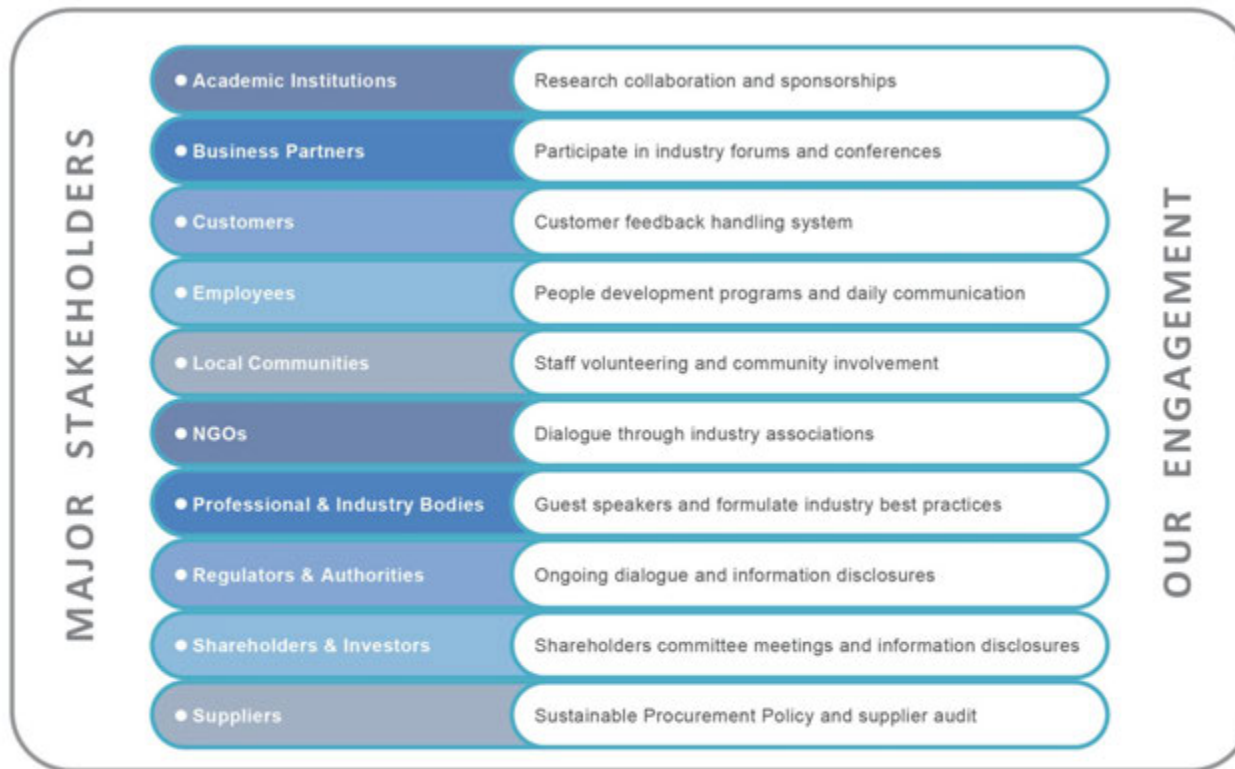 MAJOR STAKEHOLDERS
Academic Institutions
Research collaboration and sponsorships
Business Partners
Participate in industry forums and conferences
Customers
Customer feedback handling system
Employees
People development programs and daily communication
Local Communities
Staff volunteering and community involvement
NGOs
Dialogue through industry associations
Professional & Industry Bodies
Guest speakers and formulate industry best practices
Regulators & Authorities
Ongoing dialogue and information disclosures
Shareholders & Investors
Shareholders committee meetings and information disclosures
Suppliers
Sustainable Procurement Policy and supplier audit
OUR ENGAGEMENT